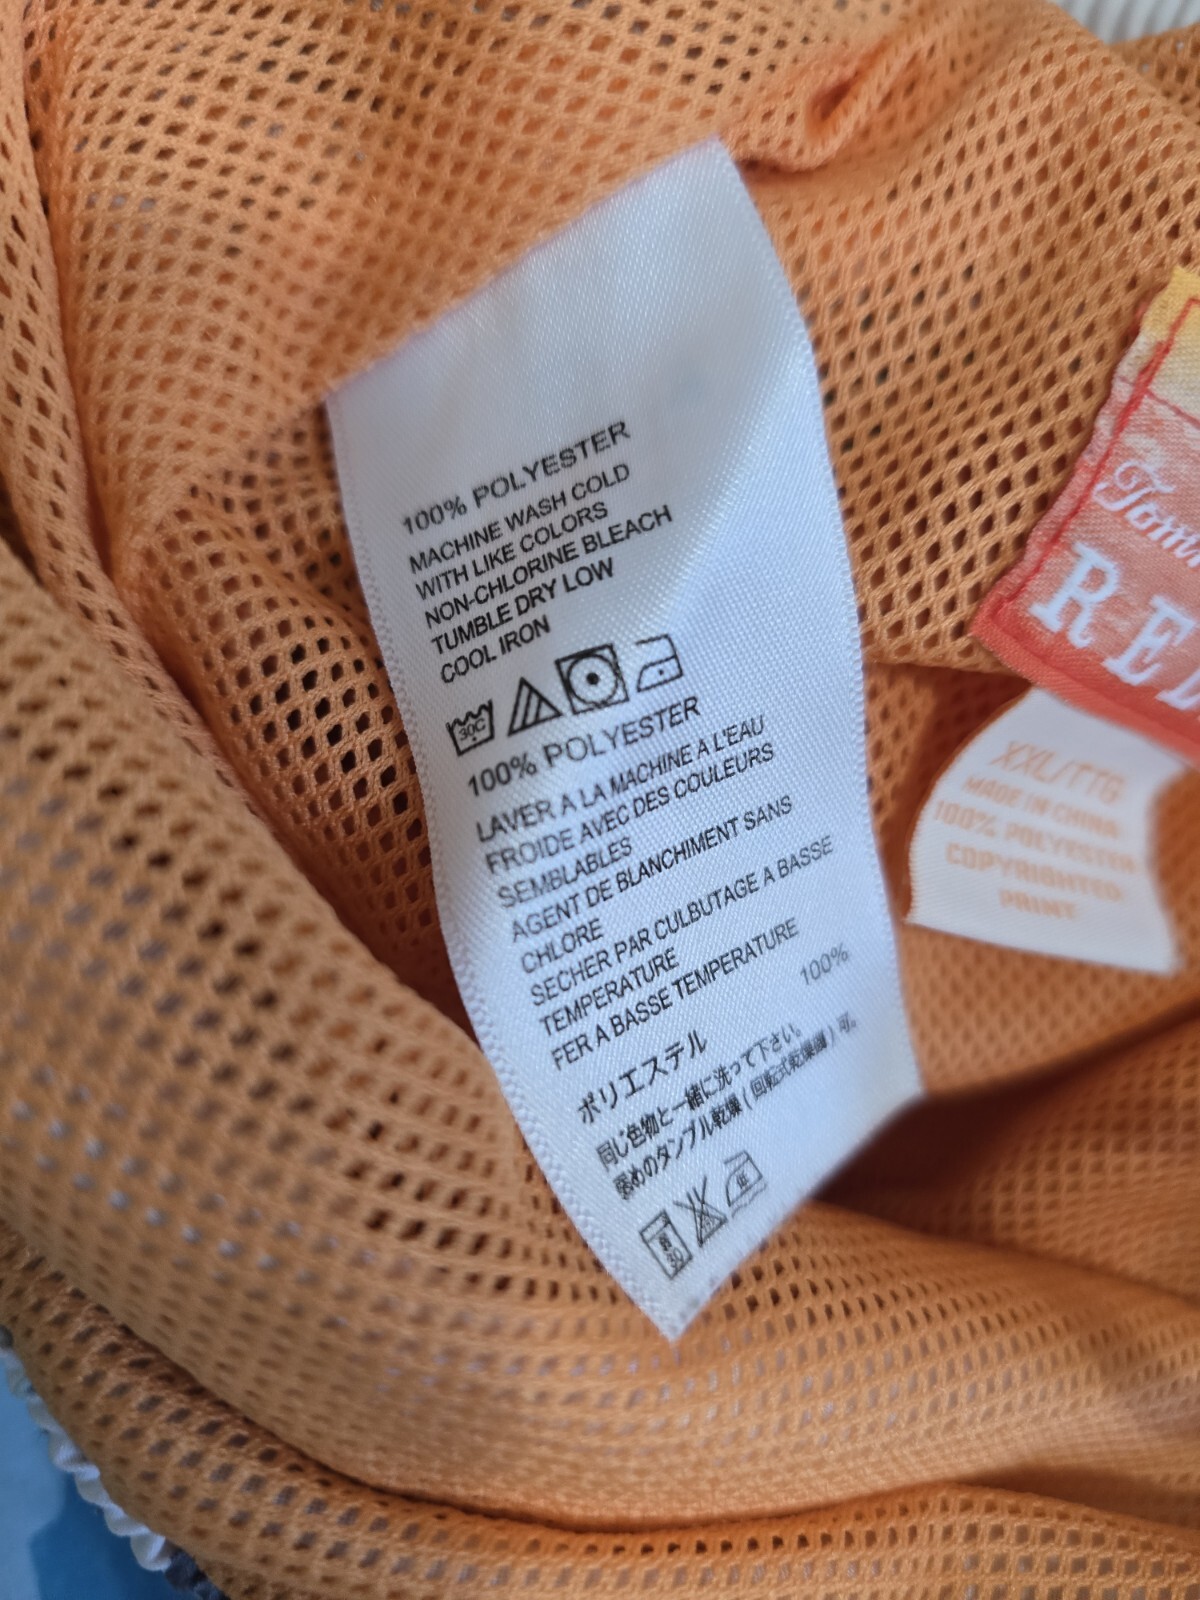 100% POLYESTER
MACHINE WASH COLD
WITH LIKE COLORS
NON-CHLORINE BLEACH
TUMBLE DRY LOW
COOL IRON
30C
100% POLYESTER
LAVER A LA MACHINE A L'EAU
FROIDE AVEC DES COULEURS
SEMBLABLES
AGENT DE BLANCHIMENT SANS
CHLORE
SECHER PAR CULBUTAGE A BASSE
TEMPERATURE
FER A BASSE TEMPERATURE
100%
ポリエステル
同じ色物と一緒に洗って下さい。
弱めのタンブル乾燥(回転式乾燥機)可。
30
低
REL
XXL/TTG
MADE IN CHINA
100% POLYESTER
COPYRIGHTED
PRINT